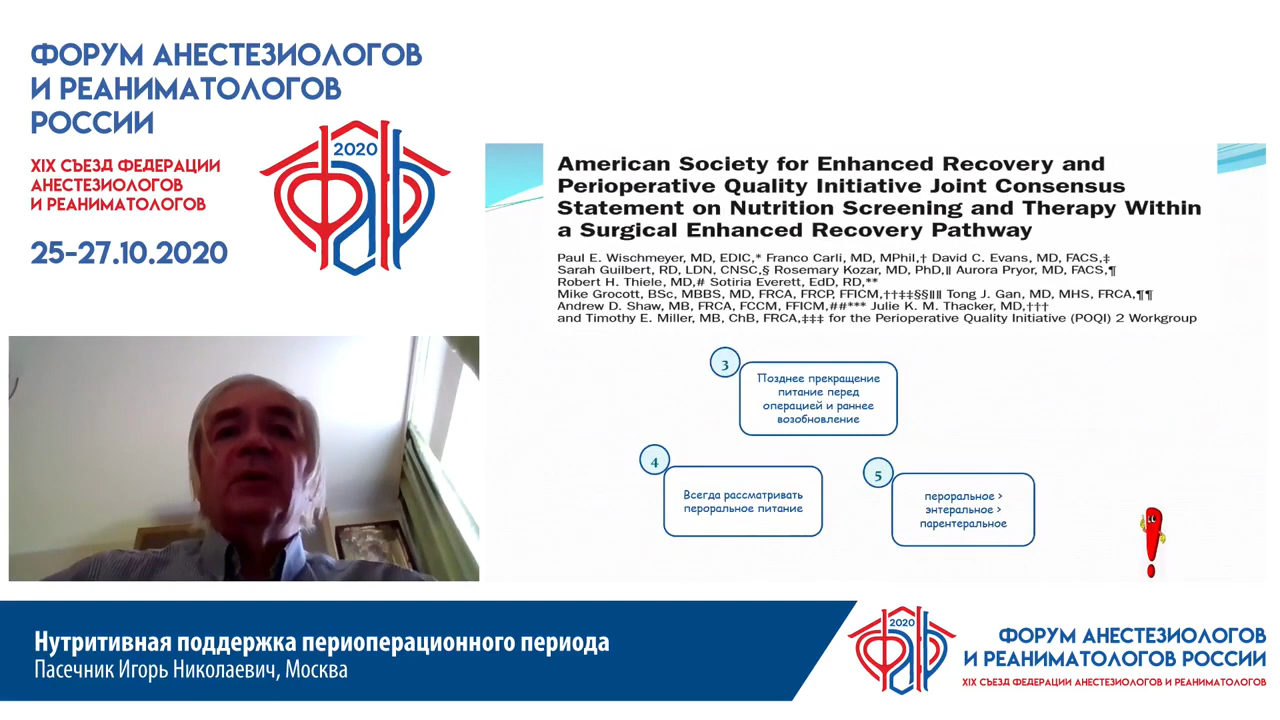 ФОРУМ АНЕСТЕЗИОЛОГОВ
И РЕАНИМАТОЛОГОВ
РОССИИ
XIX СЪЕЗД ФЕДЕРАЦИИ
АНЕСТЕЗИОЛОГОВ
И РЕАНИМАТОЛОГОВ
25-27.10.2020
2020
American Society for Enhanced Recovery and
Perioperative Quality Initiative Joint Consensus
Statement on Nutrition Screening and Therapy Within
a Surgical Enhanced Recovery Pathway
Paul E. Wischmeyer, MD, EDIC,* Franco Carli, MD, MPhil,† David C. Evans, MD, FACS,‡
Sarah Guilbert, RD, LDN, CNSC,§ Rosemary Kozar, MD, PhD,‖ Aurora Pryor, MD, FACS,¶
Robert H. Thiele, MD,# Sotiria Everett, EdD, RD,**
Mike Grocott, BSc, MBBS, MD, FRCA, FRCP, FFICM,††‡‡§§‖‖ Tong J. Gan, MD, MHS, FRCA,¶¶
Andrew D. Shaw, MB, FRCA, FCCM, FFICM,##*** Julie K. M. Thacker, MD,†††
and Timothy E. Miller, MB, ChB, FRCA,‡‡‡ for the Perioperative Quality Initiative (POQI) 2 Workgroup
3
Позднее прекращение
питание перед
операцией и раннее
возобновление
4
Всегда рассматривать
пероральное питание
5
пероральное >
энтеральное >
парентеральное
Нутритивная поддержка периоперационного периода
Пасечник Игорь Николаевич, Москва
2020
ФОРУМ АНЕСТЕЗИОЛОГОВ
И РЕАНИМАТОЛОГОВ РОССИИ
XIX СЪЕЗД ФЕДЕРАЦИИ АНЕСТЕЗИОЛОГОВ И РЕАНИМАТОЛОГОВ